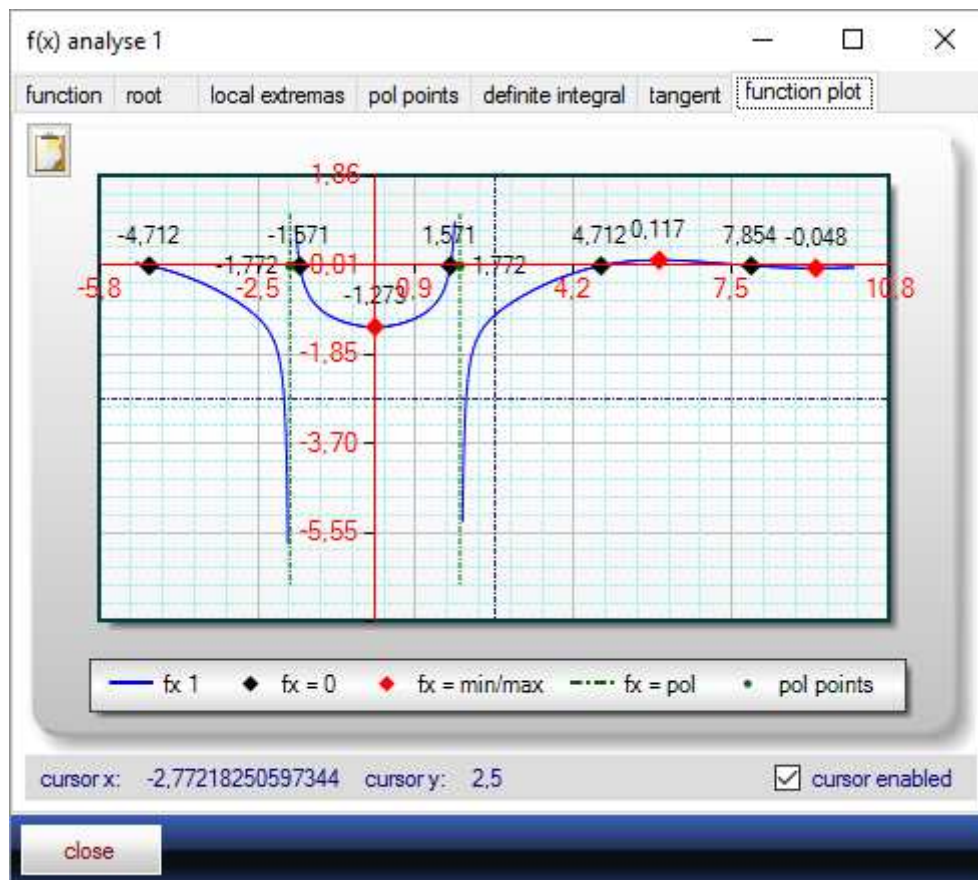 f(x) analyse 1
function root local extremas pol points definite integral tangent function plot
1,86
-4,712 -1,571 1,571 4,712 0,117 7,854 -0,048
-1,772 0,01 1,772
-5,8 -2,5 -1,273 0,9 4,2 7,5 10,8
-1,85
-3,70
-5,55
fx 1 fx = 0 fx = min/max fx = pol pol points
cursor x: -2,77218250597344 cursor y: 2,5 cursor enabled
close